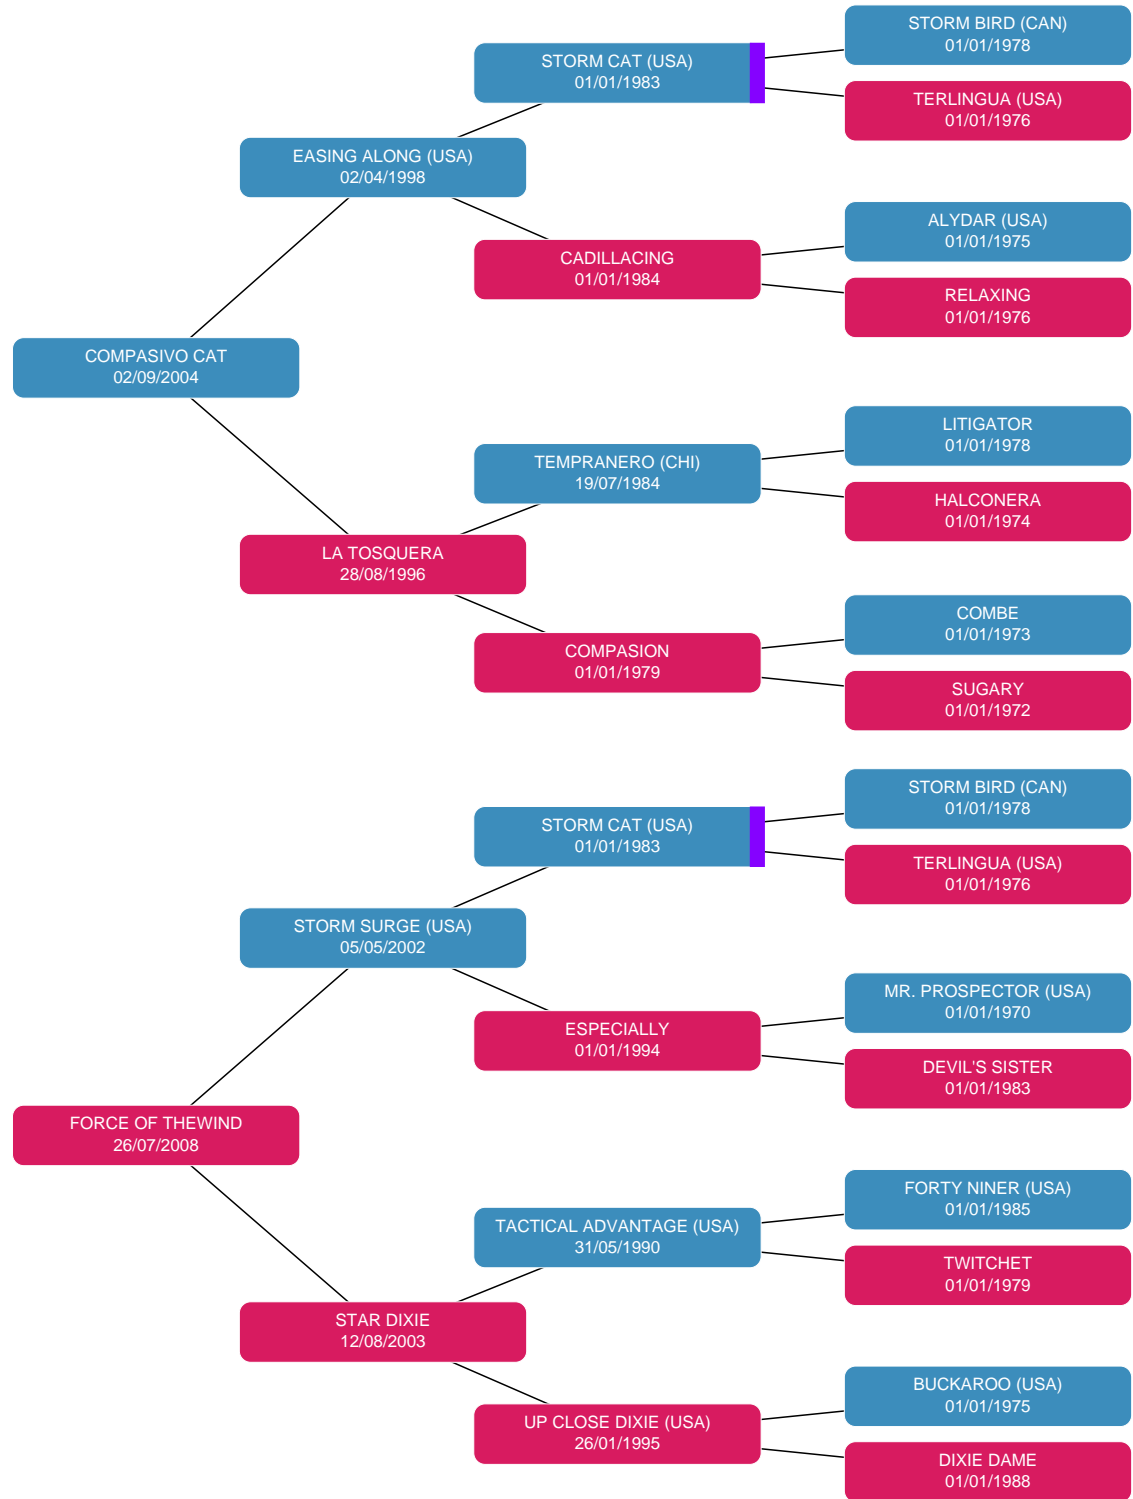 STORM BIRD (CAN)
01/01/1978
STORM CAT (USA)
01/01/1983
TERLINGUA (USA)
01/01/1976
EASING ALONG (USA)
02/04/1998
ALYDAR (USA)
01/01/1975
CADILLACING
01/01/1984
RELAXING
01/01/1976
COMPASIVO CAT
02/09/2004
LITIGATOR
01/01/1978
TEMPRANERO (CHI)
19/07/1984
HALCONERA
01/01/1974
LA TOSQUERA
28/08/1996
COMBE
01/01/1973
COMPASION
01/01/1979
SUGARY
01/01/1972
STORM BIRD (CAN)
01/01/1978
STORM CAT (USA)
01/01/1983
TERLINGUA (USA)
01/01/1976
STORM SURGE (USA)
05/05/2002
MR. PROSPECTOR (USA)
01/01/1970
ESPECIALLY
01/01/1994
DEVIL'S SISTER
01/01/1983
FORCE OF THEWIND
26/07/2008
FORTY NINER (USA)
01/01/1985
TACTICAL ADVANTAGE (USA)
31/05/1990
TWITCHET
01/01/1979
STAR DIXIE
12/08/2003
BUCKAROO (USA)
01/01/1975
UP CLOSE DIXIE (USA)
26/01/1995
DIXIE DAME
01/01/1988